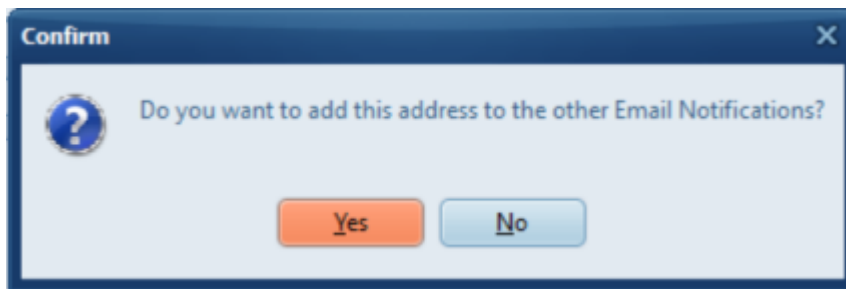 Confirm
Do you want to add this address to the other Email Notifications?
Yes
No